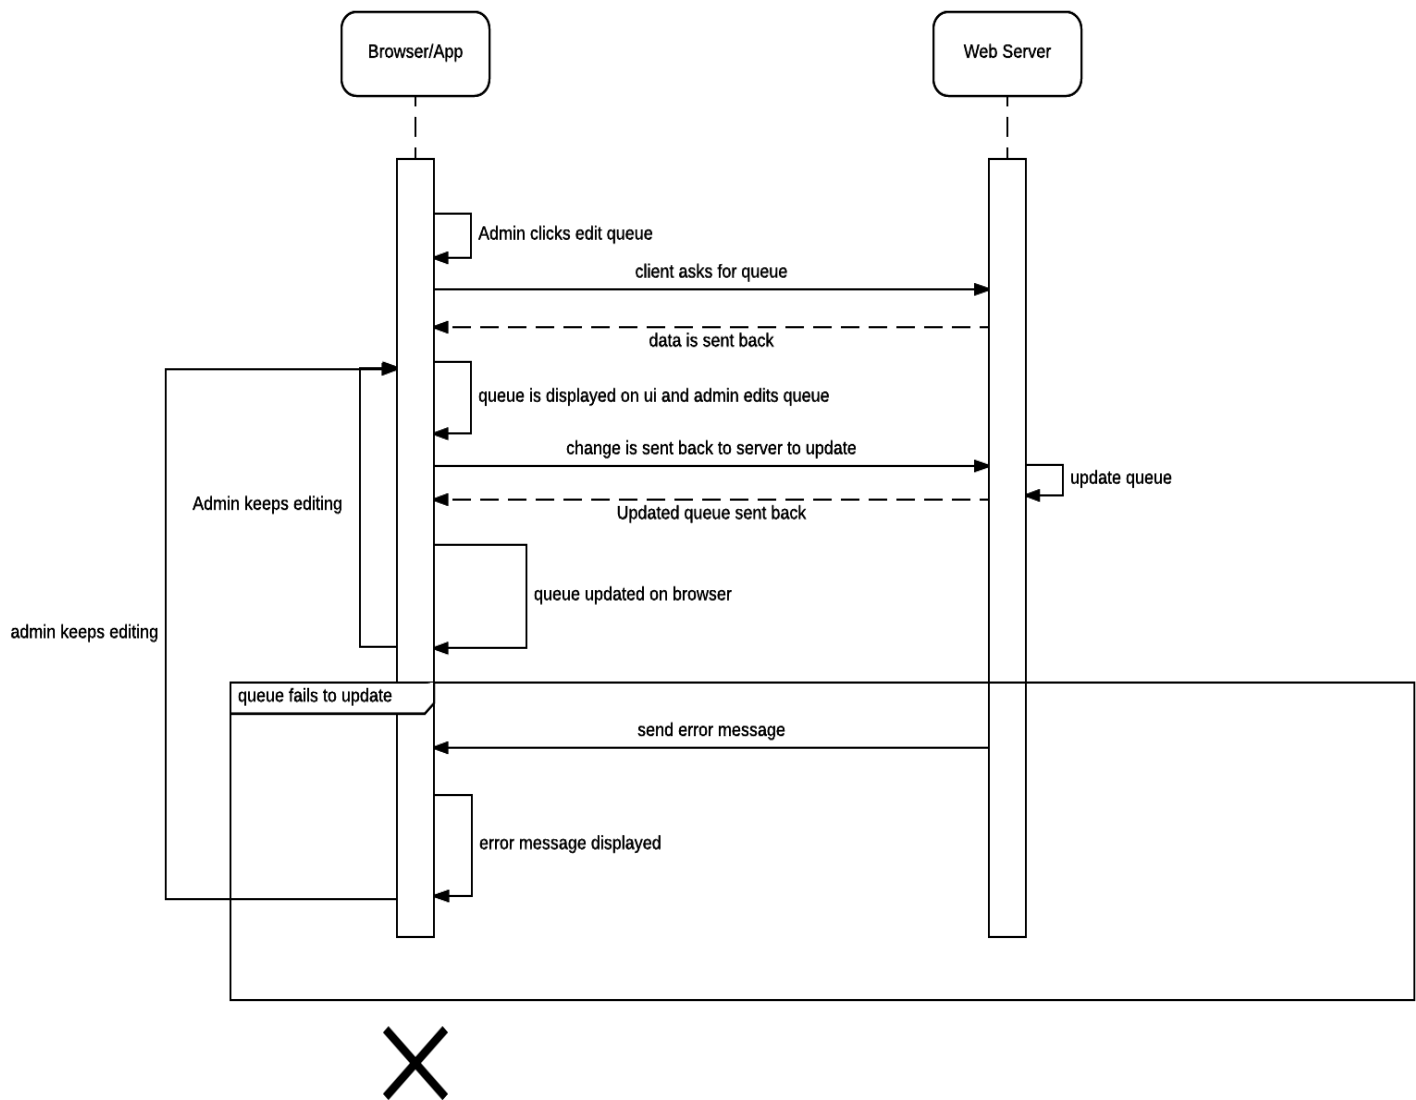 Browser/App
Web Server
Admin clicks edit queue
client asks for queue
data is sent back
queue is displayed on ui and admin edits queue
change is sent back to server to update
update queue
Admin keeps editing
Updated queue sent back
queue updated on browser
admin keeps editing
queue fails to update
send error message
error message displayed